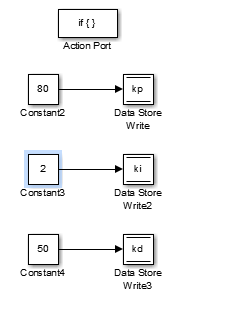 if { }
Action Port
80
kp
Constant2
Data Store
Write
2
ki
Constant3
Data Store
Write2
50
kd
Constant4
Data Store
Write3